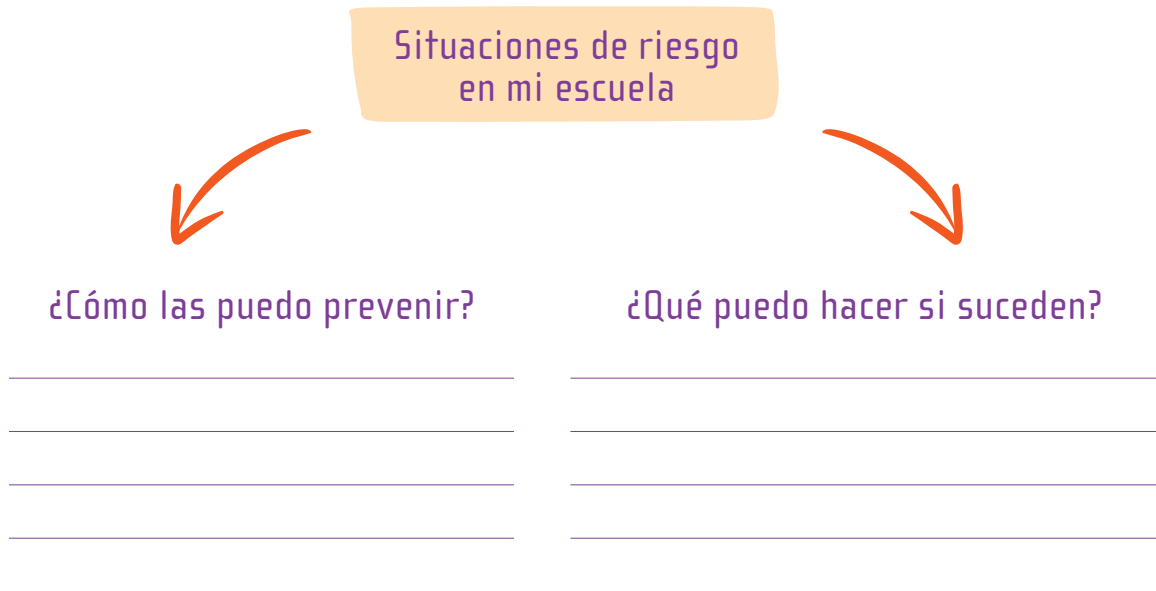 Situaciones de riesgo
en mi escuela
¿Cómo las puedo prevenir?
¿Qué puedo hacer si suceden?